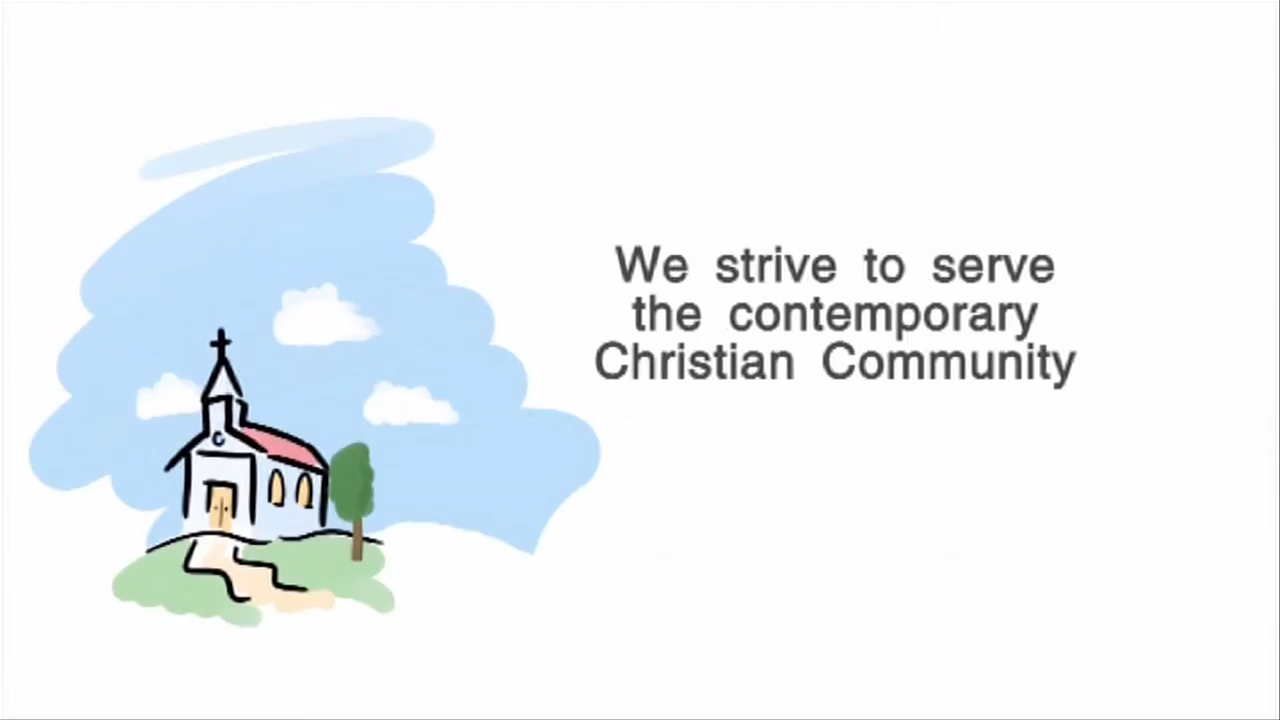 We strive to serve
the contemporary
Christian Community